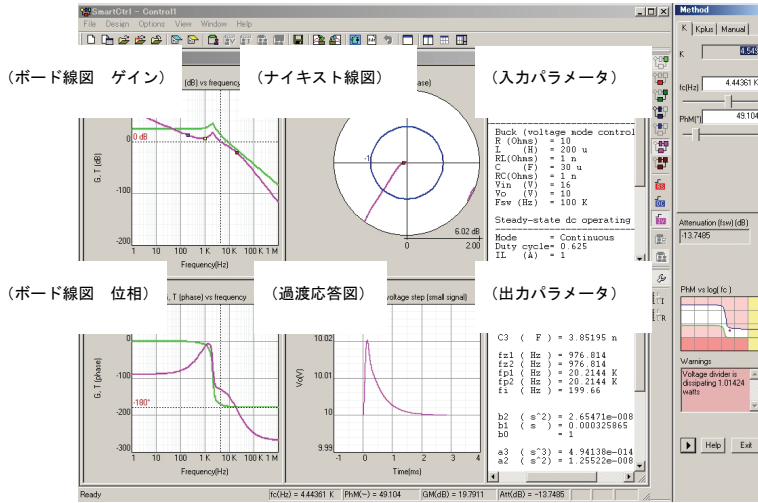 SmartCtrl - Control1
File Design Options View Window Help
（ボード線図　ゲイン）
(dB) vs frequency
（ナイキスト線図）
ase)
（入力パラメータ）
0 dB
G, T (dB)
0
-100
-200
1 10 100 1 K 10 K 100 K 1 M
Frequency(Hz)
-1
6.02 dB
0 200
Buck (voltage mode control
R (Ohms) = 10
L (H) = 200 u
RL(Ohms) = 1 n
C (F) = 30 u
RC(Ohms) = 1 n
Vin (V) = 16
Vo (V) = 10
Fsw (Hz) = 100 K
Steady-state dc operating
Mode = Continuous
Duty cycle= 0.625
IL (A) = 1
（ボード線図　位相）
, T (phase) vs frequency
（過渡応答図）
voltage step (small signal)
（出力パラメータ）
G, T (phase)
0
-100
-180°
-200
-300
1 10 100 1 K 10 K 100 K 1 M
Frequency(Hz)
Vo(V)
10.02
10.01
10
9.99
-1 0 1 2 3 4
Time(ms)
C3 ( F ) = 3.85195 n
fz1 ( Hz ) = 976.814
fz2 ( Hz ) = 976.814
fp1 ( Hz ) = 20.2144 K
fp2 ( Hz ) = 20.2144 K
fi ( Hz ) = 199.66
b2 ( s^2) = 2.65471e-008
b1 ( s ) = 0.000325865
b0 = 1
a3 ( s^3) = 4.94138e-014
a2 ( s^2) = 1.25522e-008
Ready
fc(Hz) = 4.44361 K
PhM(~) = 49.104
GM(dB) = 19.7911
Att(dB) = -13.7485
Method
K Kplus Manual
K
fc(Hz)
4.44361 K
PhM(°)
49.104
Attenuation (fsw) (dB)
-13.7485
PhM vs log( fc )
Warnings
Voltage divider is
dissipating 1.01424
watts
Help Exit